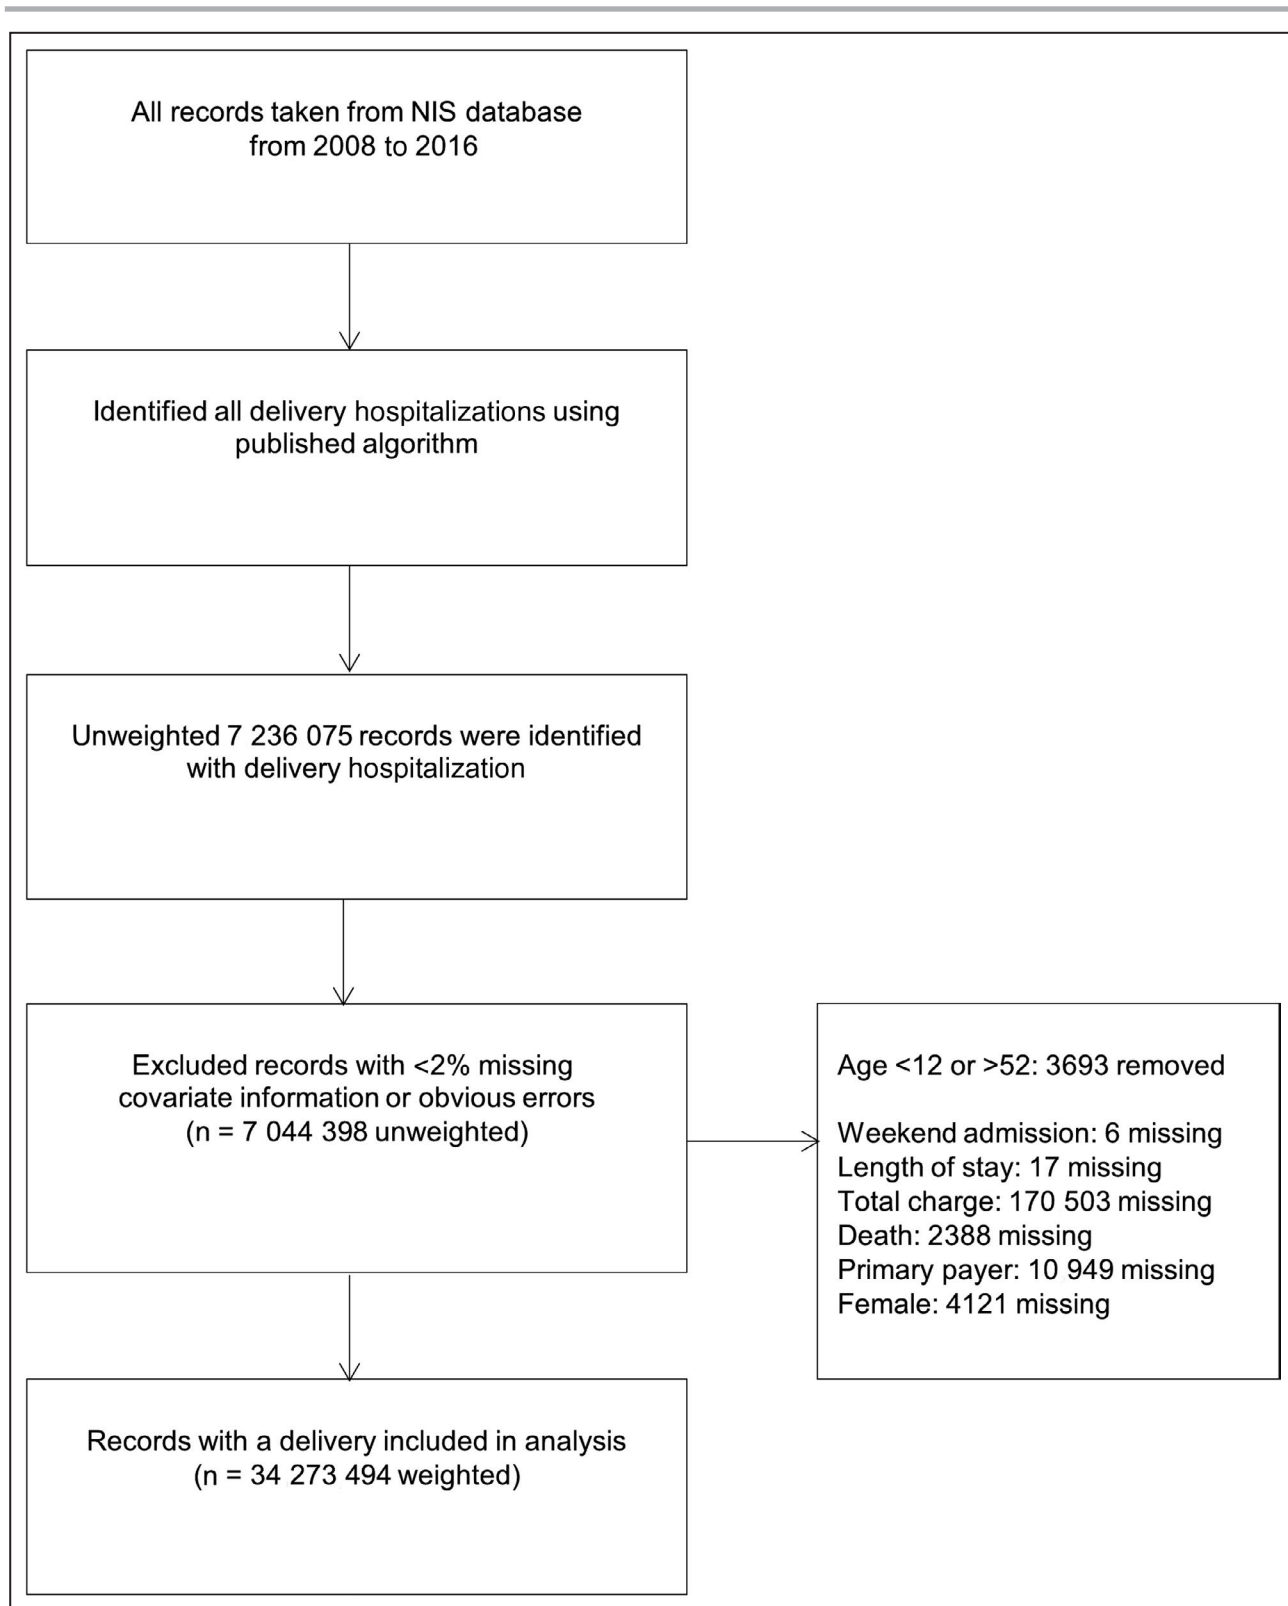 All records taken from NIS database
from 2008 to 2016
Identified all delivery hospitalizations using
published algorithm
Unweighted 7 236 075 records were identified
with delivery hospitalization
Excluded records with <2% missing
covariate information or obvious errors
(n = 7 044 398 unweighted)
Age <12 or >52: 3693 removed
Weekend admission: 6 missing
Length of stay: 17 missing
Total charge: 170 503 missing
Death: 2388 missing
Primary payer: 10 949 missing
Female: 4121 missing
Records with a delivery included in analysis
(n = 34 273 494 weighted)